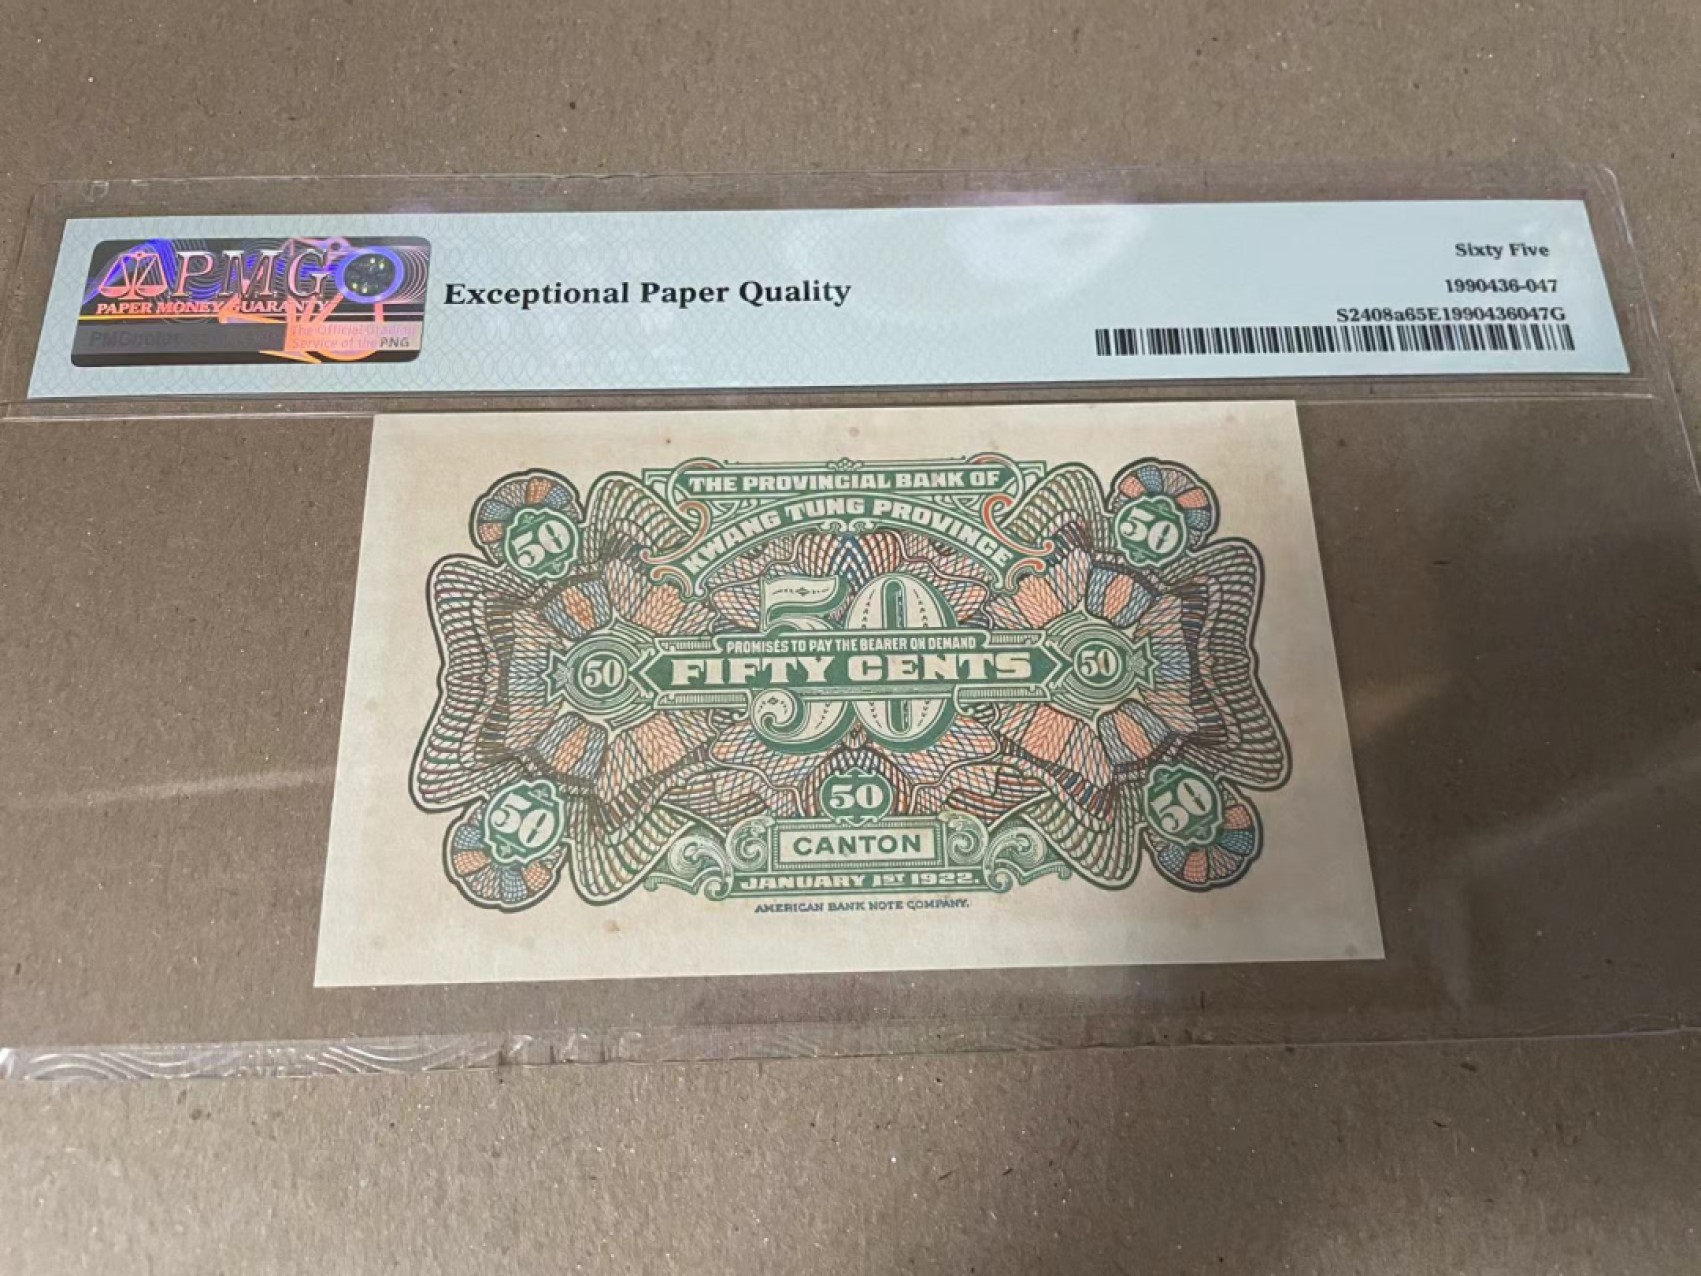 PMG
PAPER MONEY GUARANTY
The Official Grading
Service of the PNG
Exceptional Paper Quality
Sixty Five
1990436-047
S2408a65E1990436047G
THE PROVINCIAL BANK OF
KWANG TUNG PROVINCE
50
50
50
PROMISES TO PAY THE BEARER ON DEMAND
50
FIFTY CENTS
50
50
50
50
CANTON
JANUARY 1ST 1922.
AMERICAN BANK NOTE COMPANY.